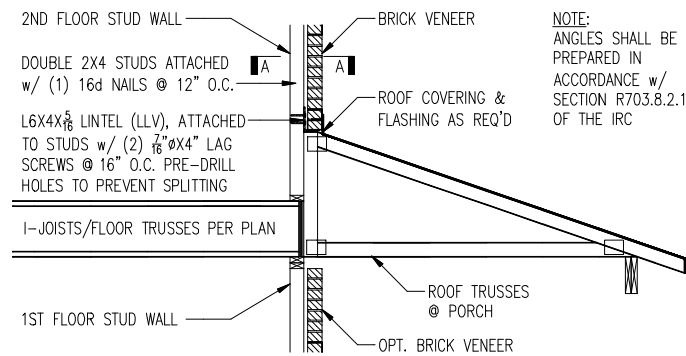 2ND FLOOR STUD WALL
DOUBLE 2X4 STUDS ATTACHED
w/ (1) 16d NAILS @ 12" O.C.
L6X4X5/16 LINTEL (LLV), ATTACHED
TO STUDS w/ (2) 7/16"øX4" LAG
SCREWS @ 16" O.C. PRE-DRILL
HOLES TO PREVENT SPLITTING
I-JOISTS/FLOOR TRUSSES PER PLAN
1ST FLOOR STUD WALL
A
A
BRICK VENEER
ROOF COVERING &
FLASHING AS REQ'D
ROOF TRUSSES
@ PORCH
OPT. BRICK VENEER
NOTE:
ANGLES SHALL BE
PREPARED IN
ACCORDANCE w/
SECTION R703.8.2.1
OF THE IRC